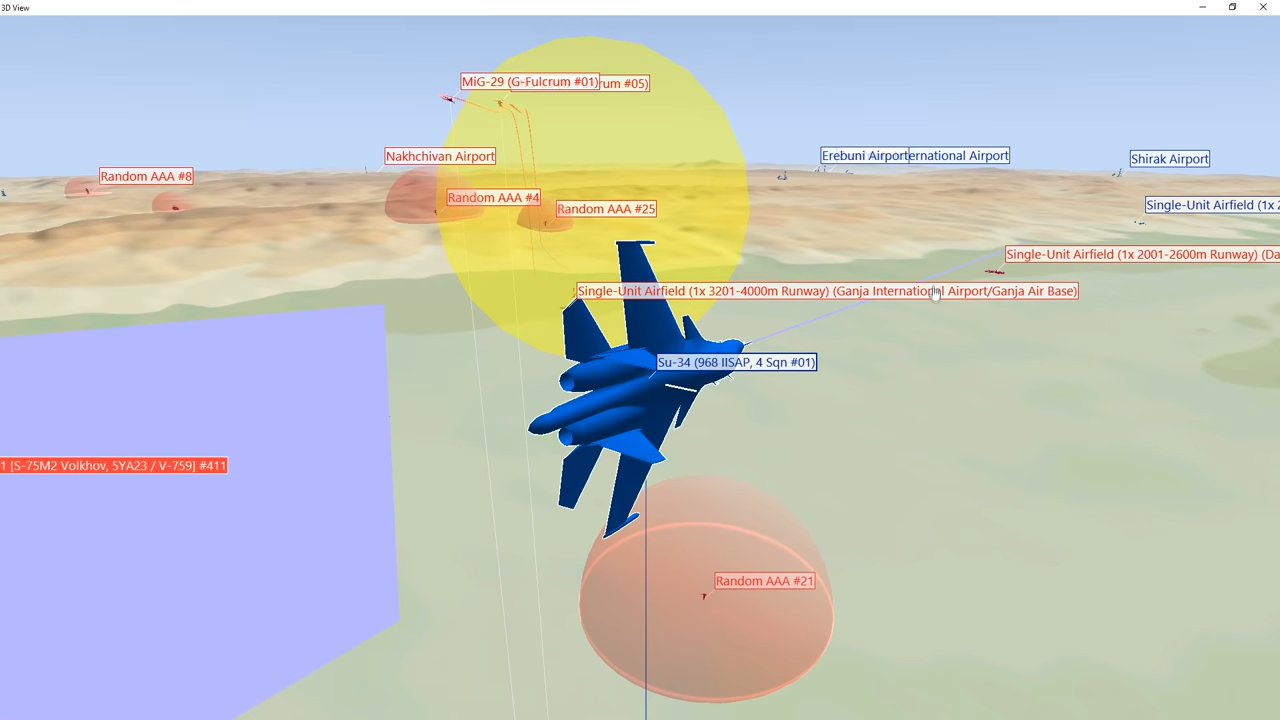 3D View
MiG-29 (G-Fulcrum #01)
rum #05)
Nakhchivan Airport
Erebuni Airport
ernational Airport
Shirak Airport
Random AAA #8
Random AAA #4
Random AAA #25
Single-Unit Airfield (1x 2
Single-Unit Airfield (1x 2001-2600m Runway) (Da
Single-Unit Airfield (1x 3201-4000m Runway) (Ganja International Airport/Ganja Air Base)
Su-34 (968 IISAP, 4 Sqn #01)
1 [S-75M2 Volkhov, 5YA23 / V-759] #411
Random AAA #21